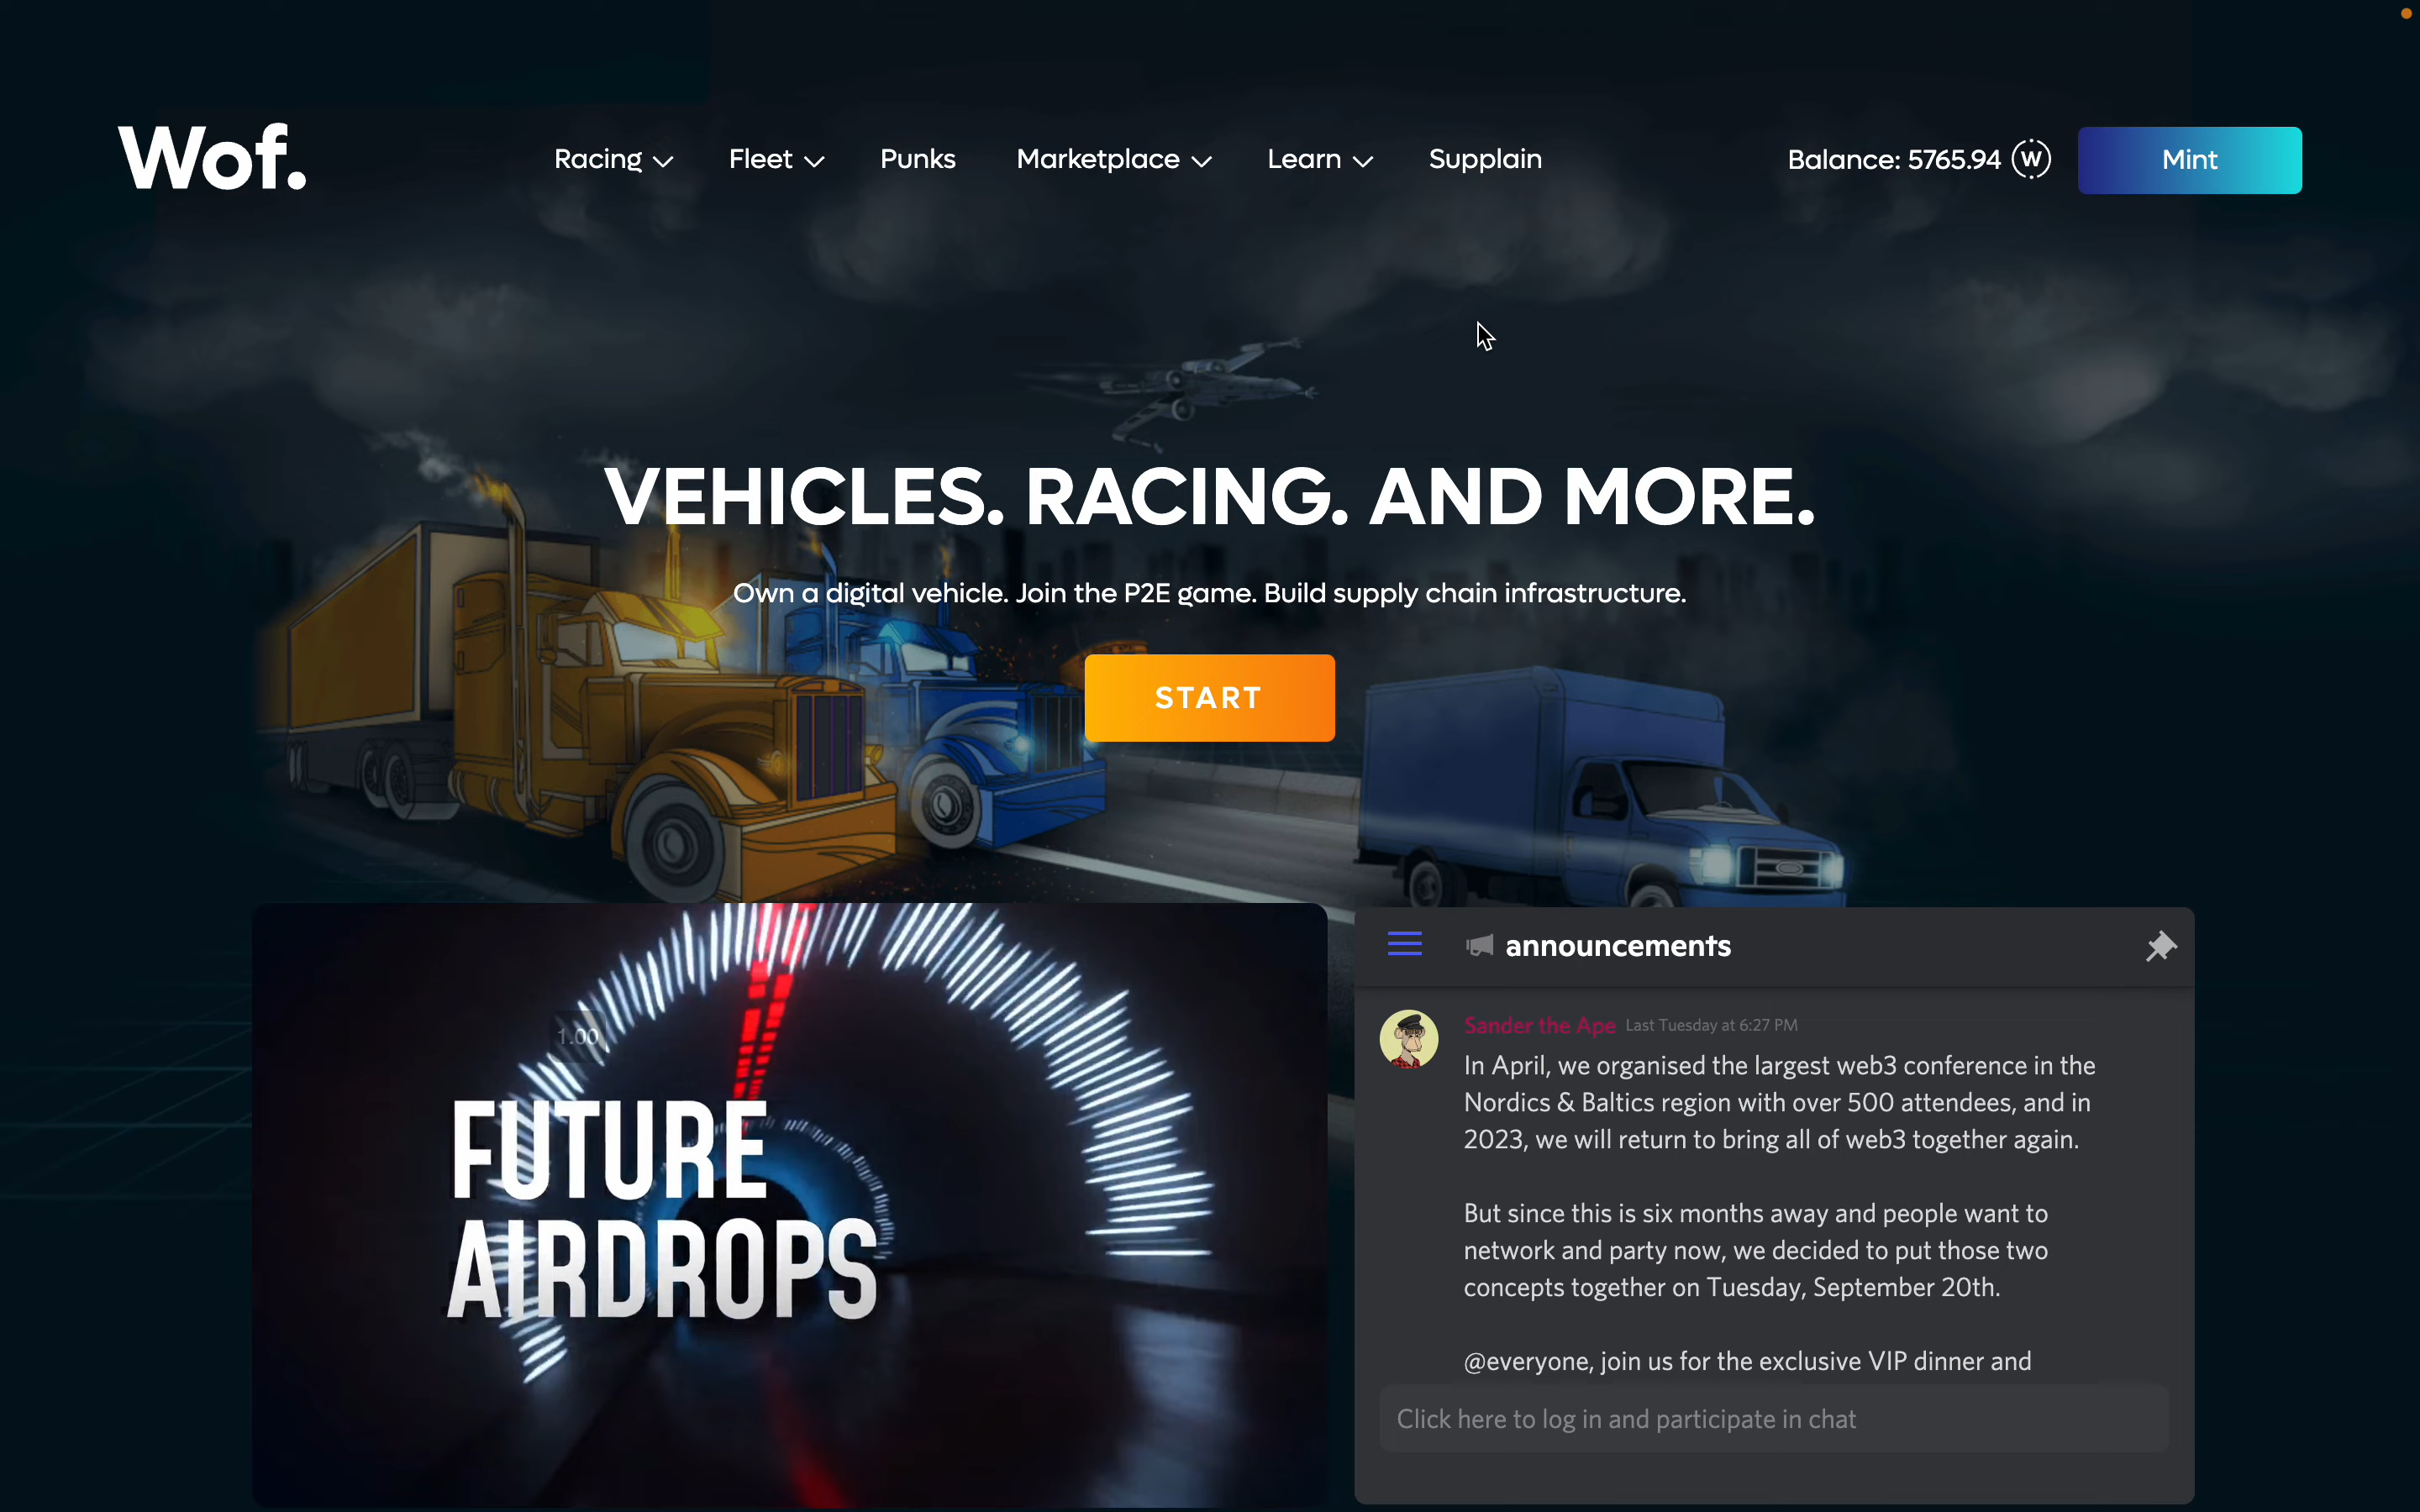 Wof.
Racing
Fleet
Punks
Marketplace
Learn
Supplain
Balance: 5765.94 W
Mint
VEHICLES. RACING. AND MORE.
Own a digital vehicle. Join the P2E game. Build supply chain infrastructure.
START
1.00
FUTURE
AIRDROPS
announcements
Sander the Ape Last Tuesday at 6:27 PM
In April, we organised the largest web3 conference in the
Nordics & Baltics region with over 500 attendees, and in
2023, we will return to bring all of web3 together again.
But since this is six months away and people want to
network and party now, we decided to put those two
concepts together on Tuesday, September 20th.
@everyone, join us for the exclusive VIP dinner and
Click here to log in and participate in chat